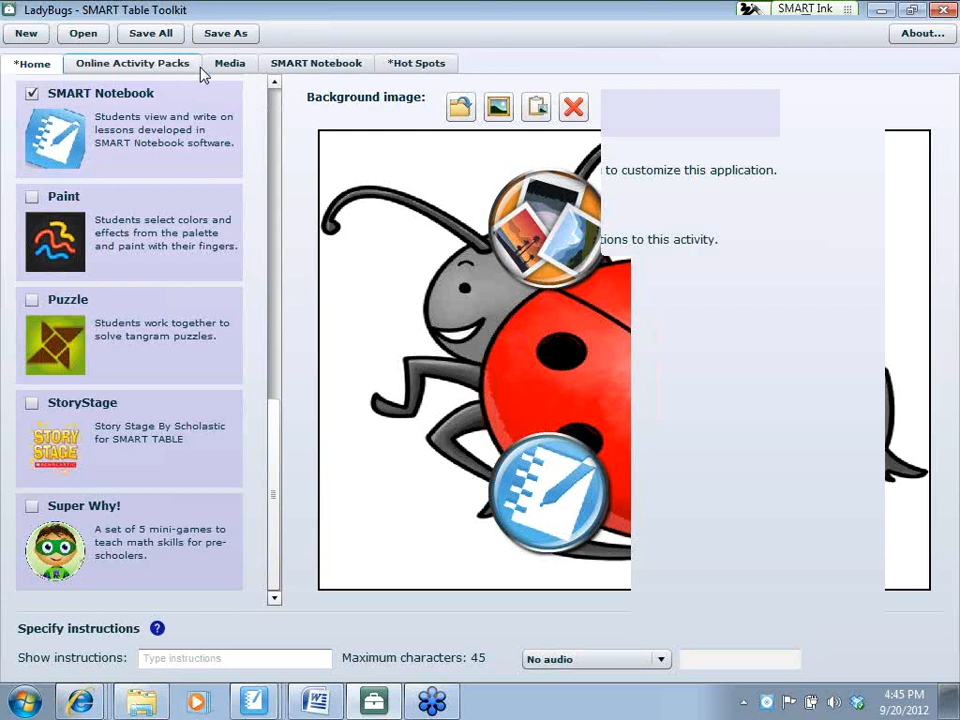 LadyBugs - SMART Table Toolkit
SMART Ink
New
Open
Save All
Save As
About...
*Home
Online Activity Packs
Media
SMART Notebook
*Hot Spots
SMART Notebook
Students view and write on
lessons developed in
SMART Notebook software.
Paint
Students select colors and
effects from the palette
and paint with their fingers.
Puzzle
Students work together to
solve tangram puzzles.
StoryStage
STORY
STAGE
SCHOLASTIC
Story Stage By Scholastic
for SMART TABLE
Super Why!
A set of 5 mini-games to
teach math skills for pre-
schoolers.
Background image:
to customize this application.
tions to this activity.
Specify instructions ?
Show instructions:
Type instructions
Maximum characters: 45
No audio
4:45 PM
9/20/2012